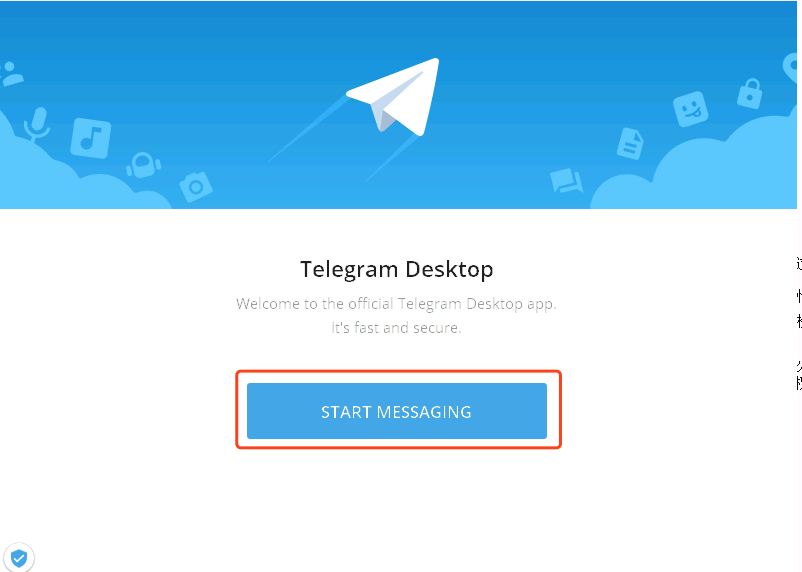 Telegram Desktop
Welcome to the official Telegram Desktop app.
It's fast and secure.
START MESSAGING